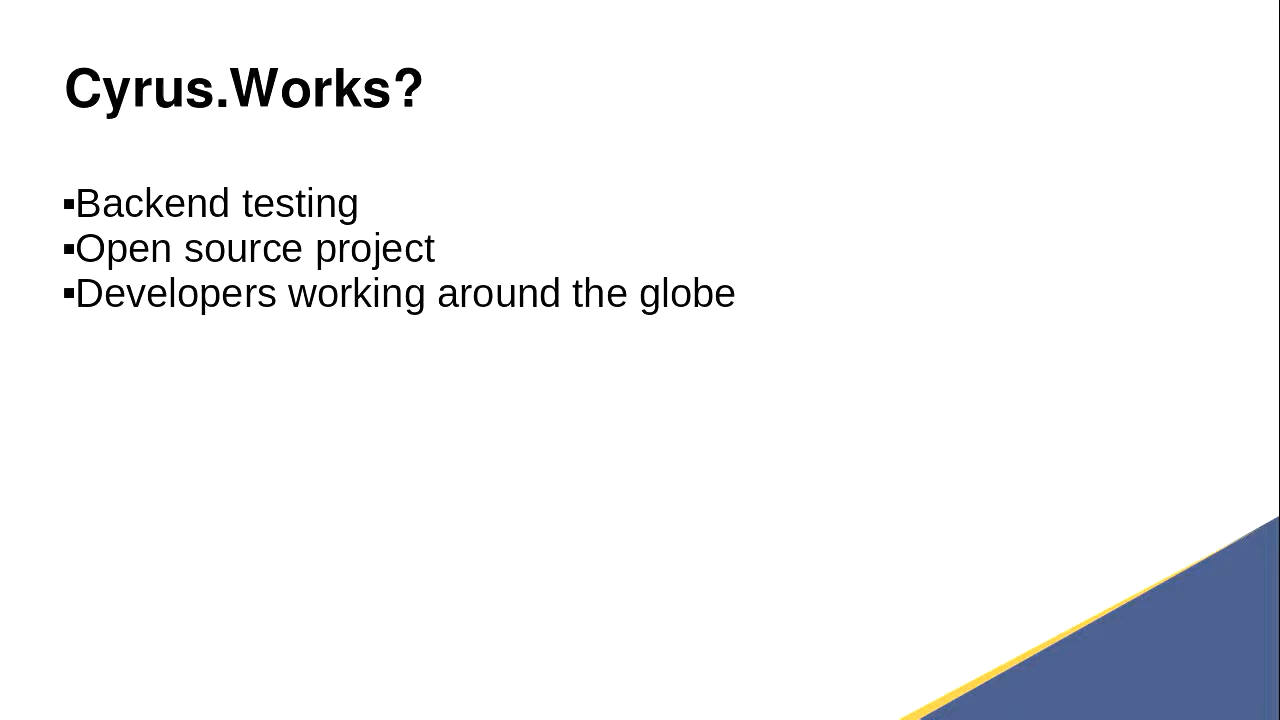 Cyrus.Works?
▪Backend testing
▪Open source project
▪Developers working around the globe